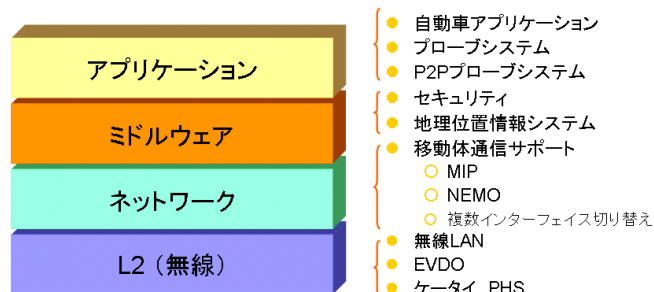 アプリケーション
ミドルウェア
ネットワーク
L2（無線）
自動車アプリケーション
プローブシステム
P2Pプローブシステム
セキュリティ
地理位置情報システム
移動体通信サポート
MIP
NEMO
複数インターフェイス切り替え
無線LAN
EVDO
ケータイ、PHS